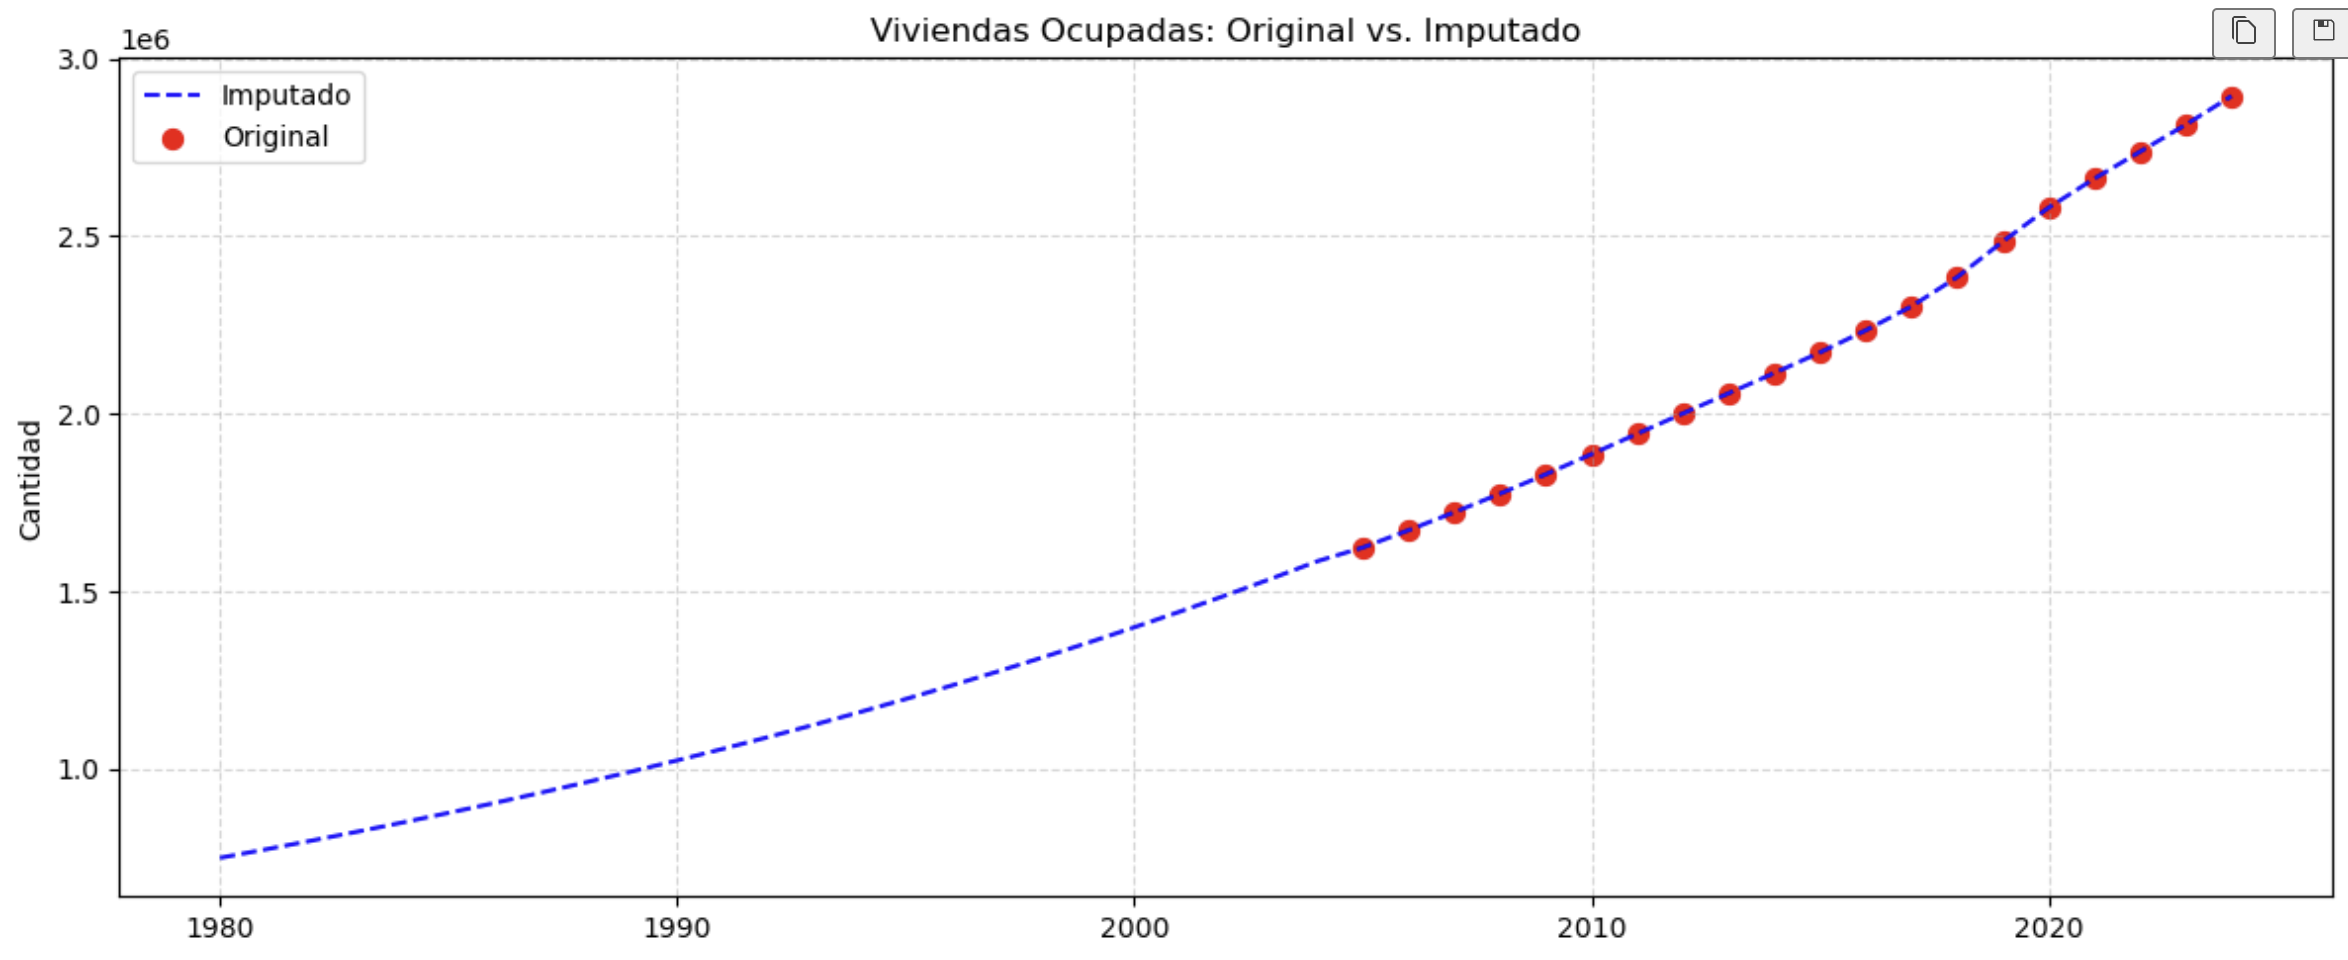 Viviendas Ocupadas: Original vs. Imputado
1e6
3.0
2.5
2.0
1.5
1.0
Cantidad
Imputado
Original
1980 1990 2000 2010 2020